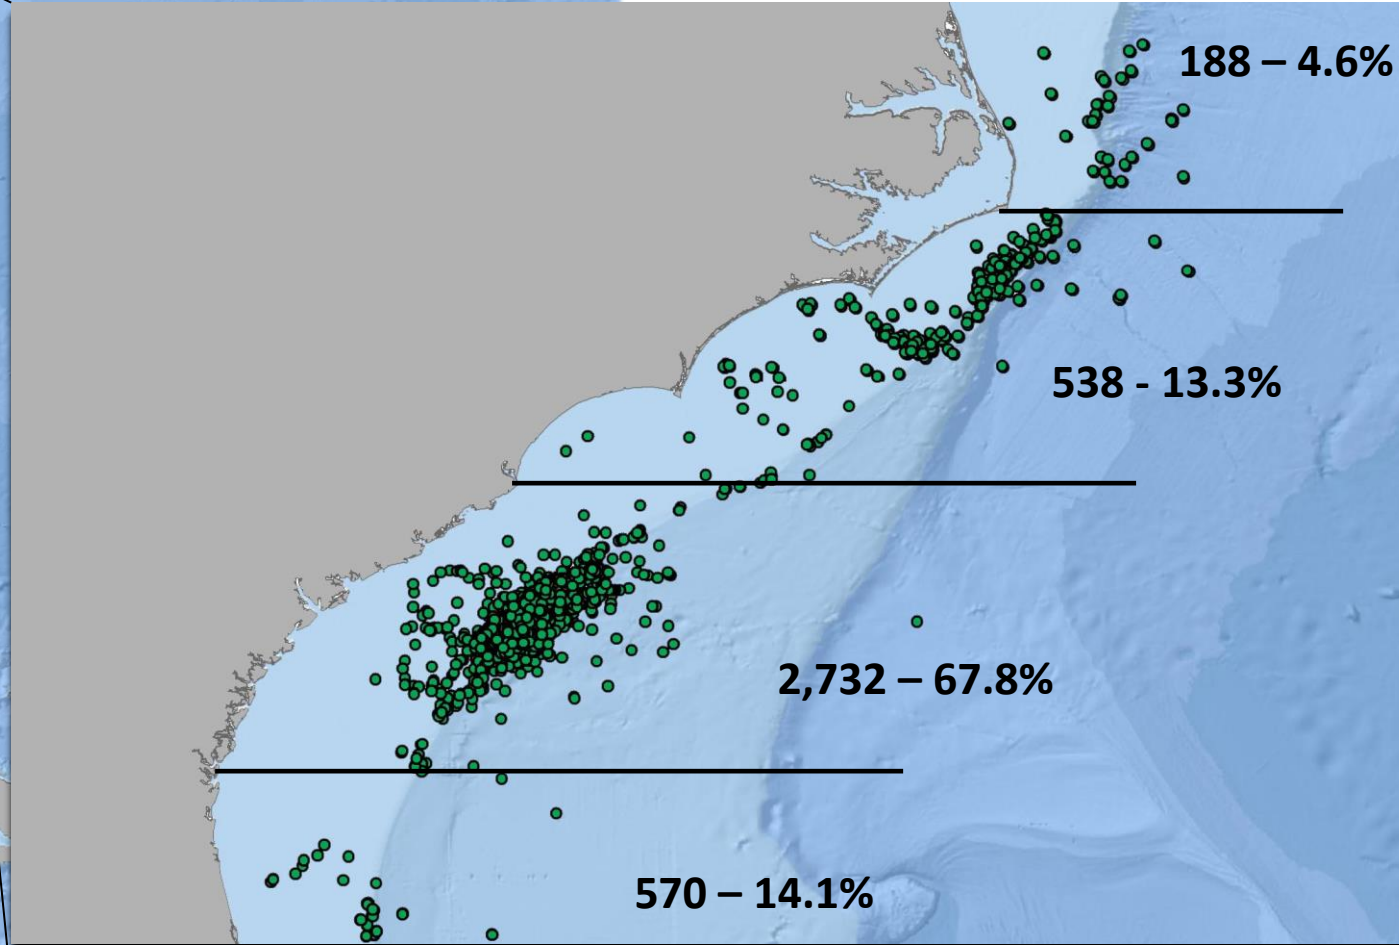 188 – 4.6%
538 - 13.3%
2,732 – 67.8%
570 – 14.1%